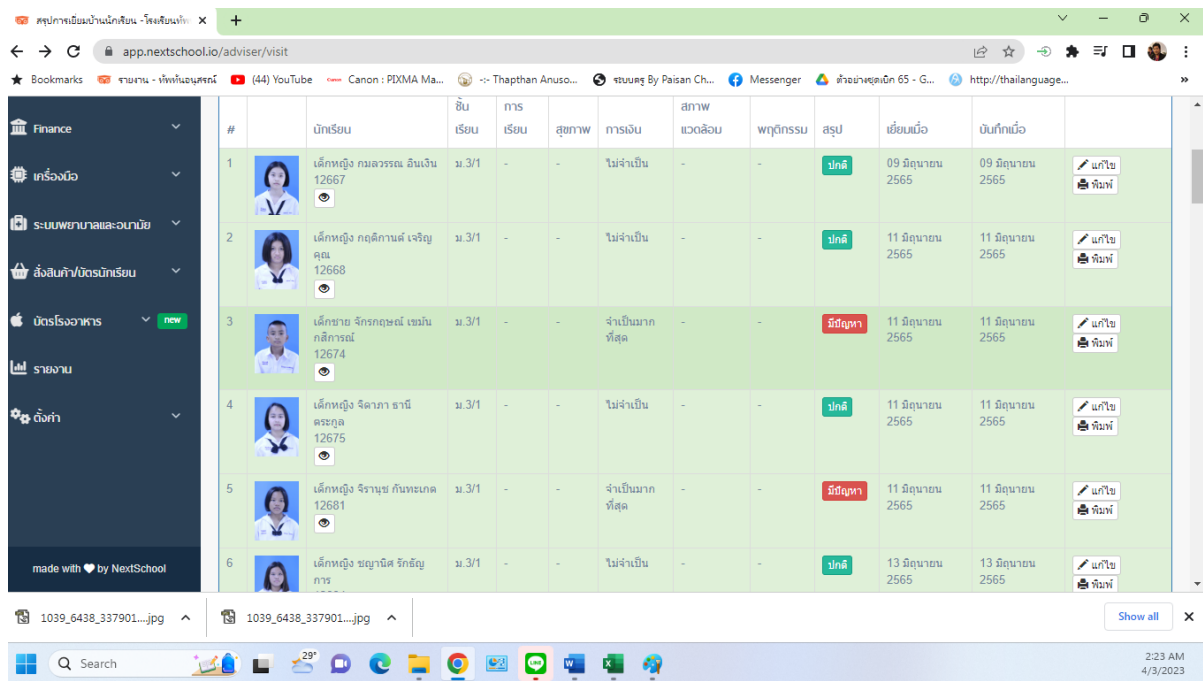 สรุปการเยี่ยมบ้านนักเรียน - โรงเรียนทัพ
app.nextschool.io/adviser/visit
Bookmarks รายงาน - ทัพทันอนุสรณ์ (44) YouTube Canon : PIXMA Ma... -:- Thapthan Anuso... ระบบครู By Paisan Ch... Messenger ตัวอย่างชุดเบิก 65 - G... http://thailanguage... »
Finance
เครื่องมือ
ระบบพยาบาลและอนามัย
สั่งสินค้า/บัตรนักเรียน
บัตรโรงอาหาร new
รายงาน
ตั้งค่า
made with by NextSchool
ชั้น การ สภาพ
# นักเรียน เรียน เรียน สุขภาพ การเงิน แวดล้อม พฤติกรรม สรุป เยี่ยมเมื่อ บันทึกเมื่อ
1 เด็กหญิง กมลวรรณ อินเงิน ม.3/1 - - ไม่จำเป็น - - ปกติ 09 มิถุนายน 09 มิถุนายน แก้ไข
12667 2565 2565 พิมพ์
2 เด็กหญิง กฤติกานต์ เจริญ ม.3/1 - - ไม่จำเป็น - - ปกติ 11 มิถุนายน 11 มิถุนายน แก้ไข
คุณ 2565 2565 พิมพ์
12668
3 เด็กชาย จักรกฤษณ์ เขมัน ม.3/1 - - จำเป็นมาก - - มีปัญหา 11 มิถุนายน 11 มิถุนายน แก้ไข
กสิการณ์ ที่สุด 2565 2565 พิมพ์
12674
4 เด็กหญิง จิดาภา ธานี ม.3/1 - - ไม่จำเป็น - - ปกติ 11 มิถุนายน 11 มิถุนายน แก้ไข
ตระกูล 2565 2565 พิมพ์
12675
5 เด็กหญิง จิรานุช กันทะเกต ม.3/1 - - จำเป็นมาก - - มีปัญหา 11 มิถุนายน 11 มิถุนายน แก้ไข
12681 ที่สุด 2565 2565 พิมพ์
6 เด็กหญิง ชญานิศ รักธัญ ม.3/1 - - ไม่จำเป็น - - ปกติ 13 มิถุนายน 13 มิถุนายน แก้ไข
การ 2565 2565 พิมพ์
1039_6438_337901....jpg 1039_6438_337901....jpg Show all
Search 29° 2:23 AM
4/3/2023